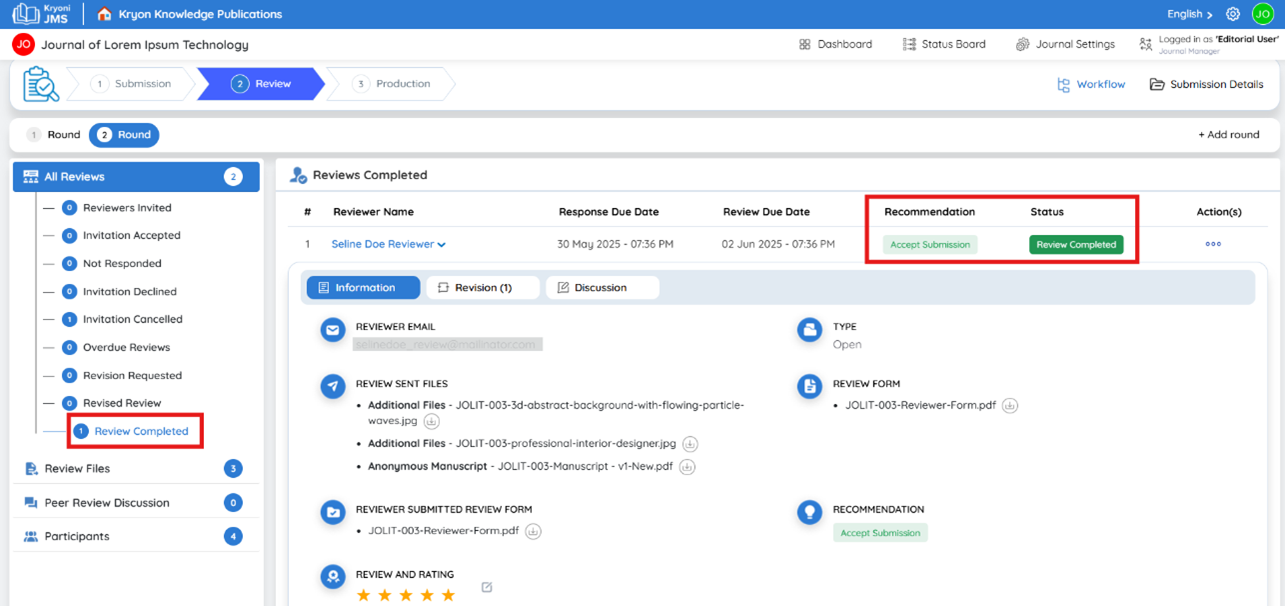 Kryoni JMS
Kryon Knowledge Publications
English
JO
JO
Journal of Lorem Ipsum Technology
Dashboard
Status Board
Journal Settings
Logged in as 'Editorial User'
Journal Manager
1 Submission
2 Review
3 Production
Workflow
Submission Details
1 Round
2 Round
+ Add round
All Reviews 2
0 Reviewers Invited
0 Invitation Accepted
0 Not Responded
0 Invitation Declined
1 Invitation Cancelled
0 Overdue Reviews
0 Revision Requested
0 Revised Review
1 Review Completed
Review Files 3
Peer Review Discussion 0
Participants 4
Reviews Completed
# Reviewer Name Response Due Date Review Due Date Recommendation Status Action(s)
1 Seline Doe Reviewer 30 May 2025 - 07:36 PM 02 Jun 2025 - 07:36 PM Accept Submission Review Completed
Information
Revision (1)
Discussion
REVIEWER EMAIL
selinedoe_review@mailinator.com
TYPE
Open
REVIEW SENT FILES
• Additional Files - JOLIT-003-3d-abstract-background-with-flowing-particle-
waves.jpg
• Additional Files - JOLIT-003-professional-interior-designer.jpg
• Anonymous Manuscript - JOLIT-003-Manuscript - v1-New.pdf
REVIEW FORM
• JOLIT-003-Reviewer-Form.pdf
REVIEWER SUBMITTED REVIEW FORM
• JOLIT-003-Reviewer-Form.pdf
RECOMMENDATION
Accept Submission
REVIEW AND RATING